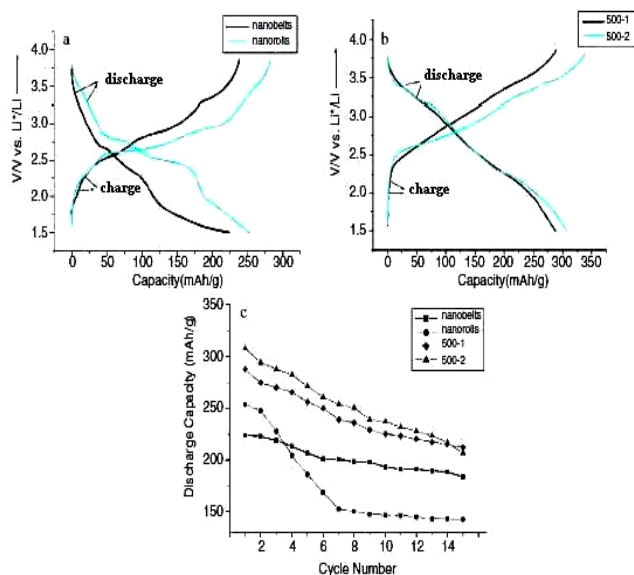 a
nanobelts
nanorolls
discharge
charge
V/V vs. Li⁺/Li
4.0
3.5
3.0
2.5
2.0
1.5
0 50 100 150 200 250 300
Capacity(mAh/g)
b
500-1
500-2
discharge
charge
V/V vs. Li⁺/Li
4.0
3.5
3.0
2.5
2.0
1.5
0 50 100 150 200 250 300 350
Capacity(mAh/g)
c
nanobelts
nanorolls
500-1
500-2
Discharge Capacity (mAh/g)
350
300
250
200
150
2 4 6 8 10 12 14
Cycle Number